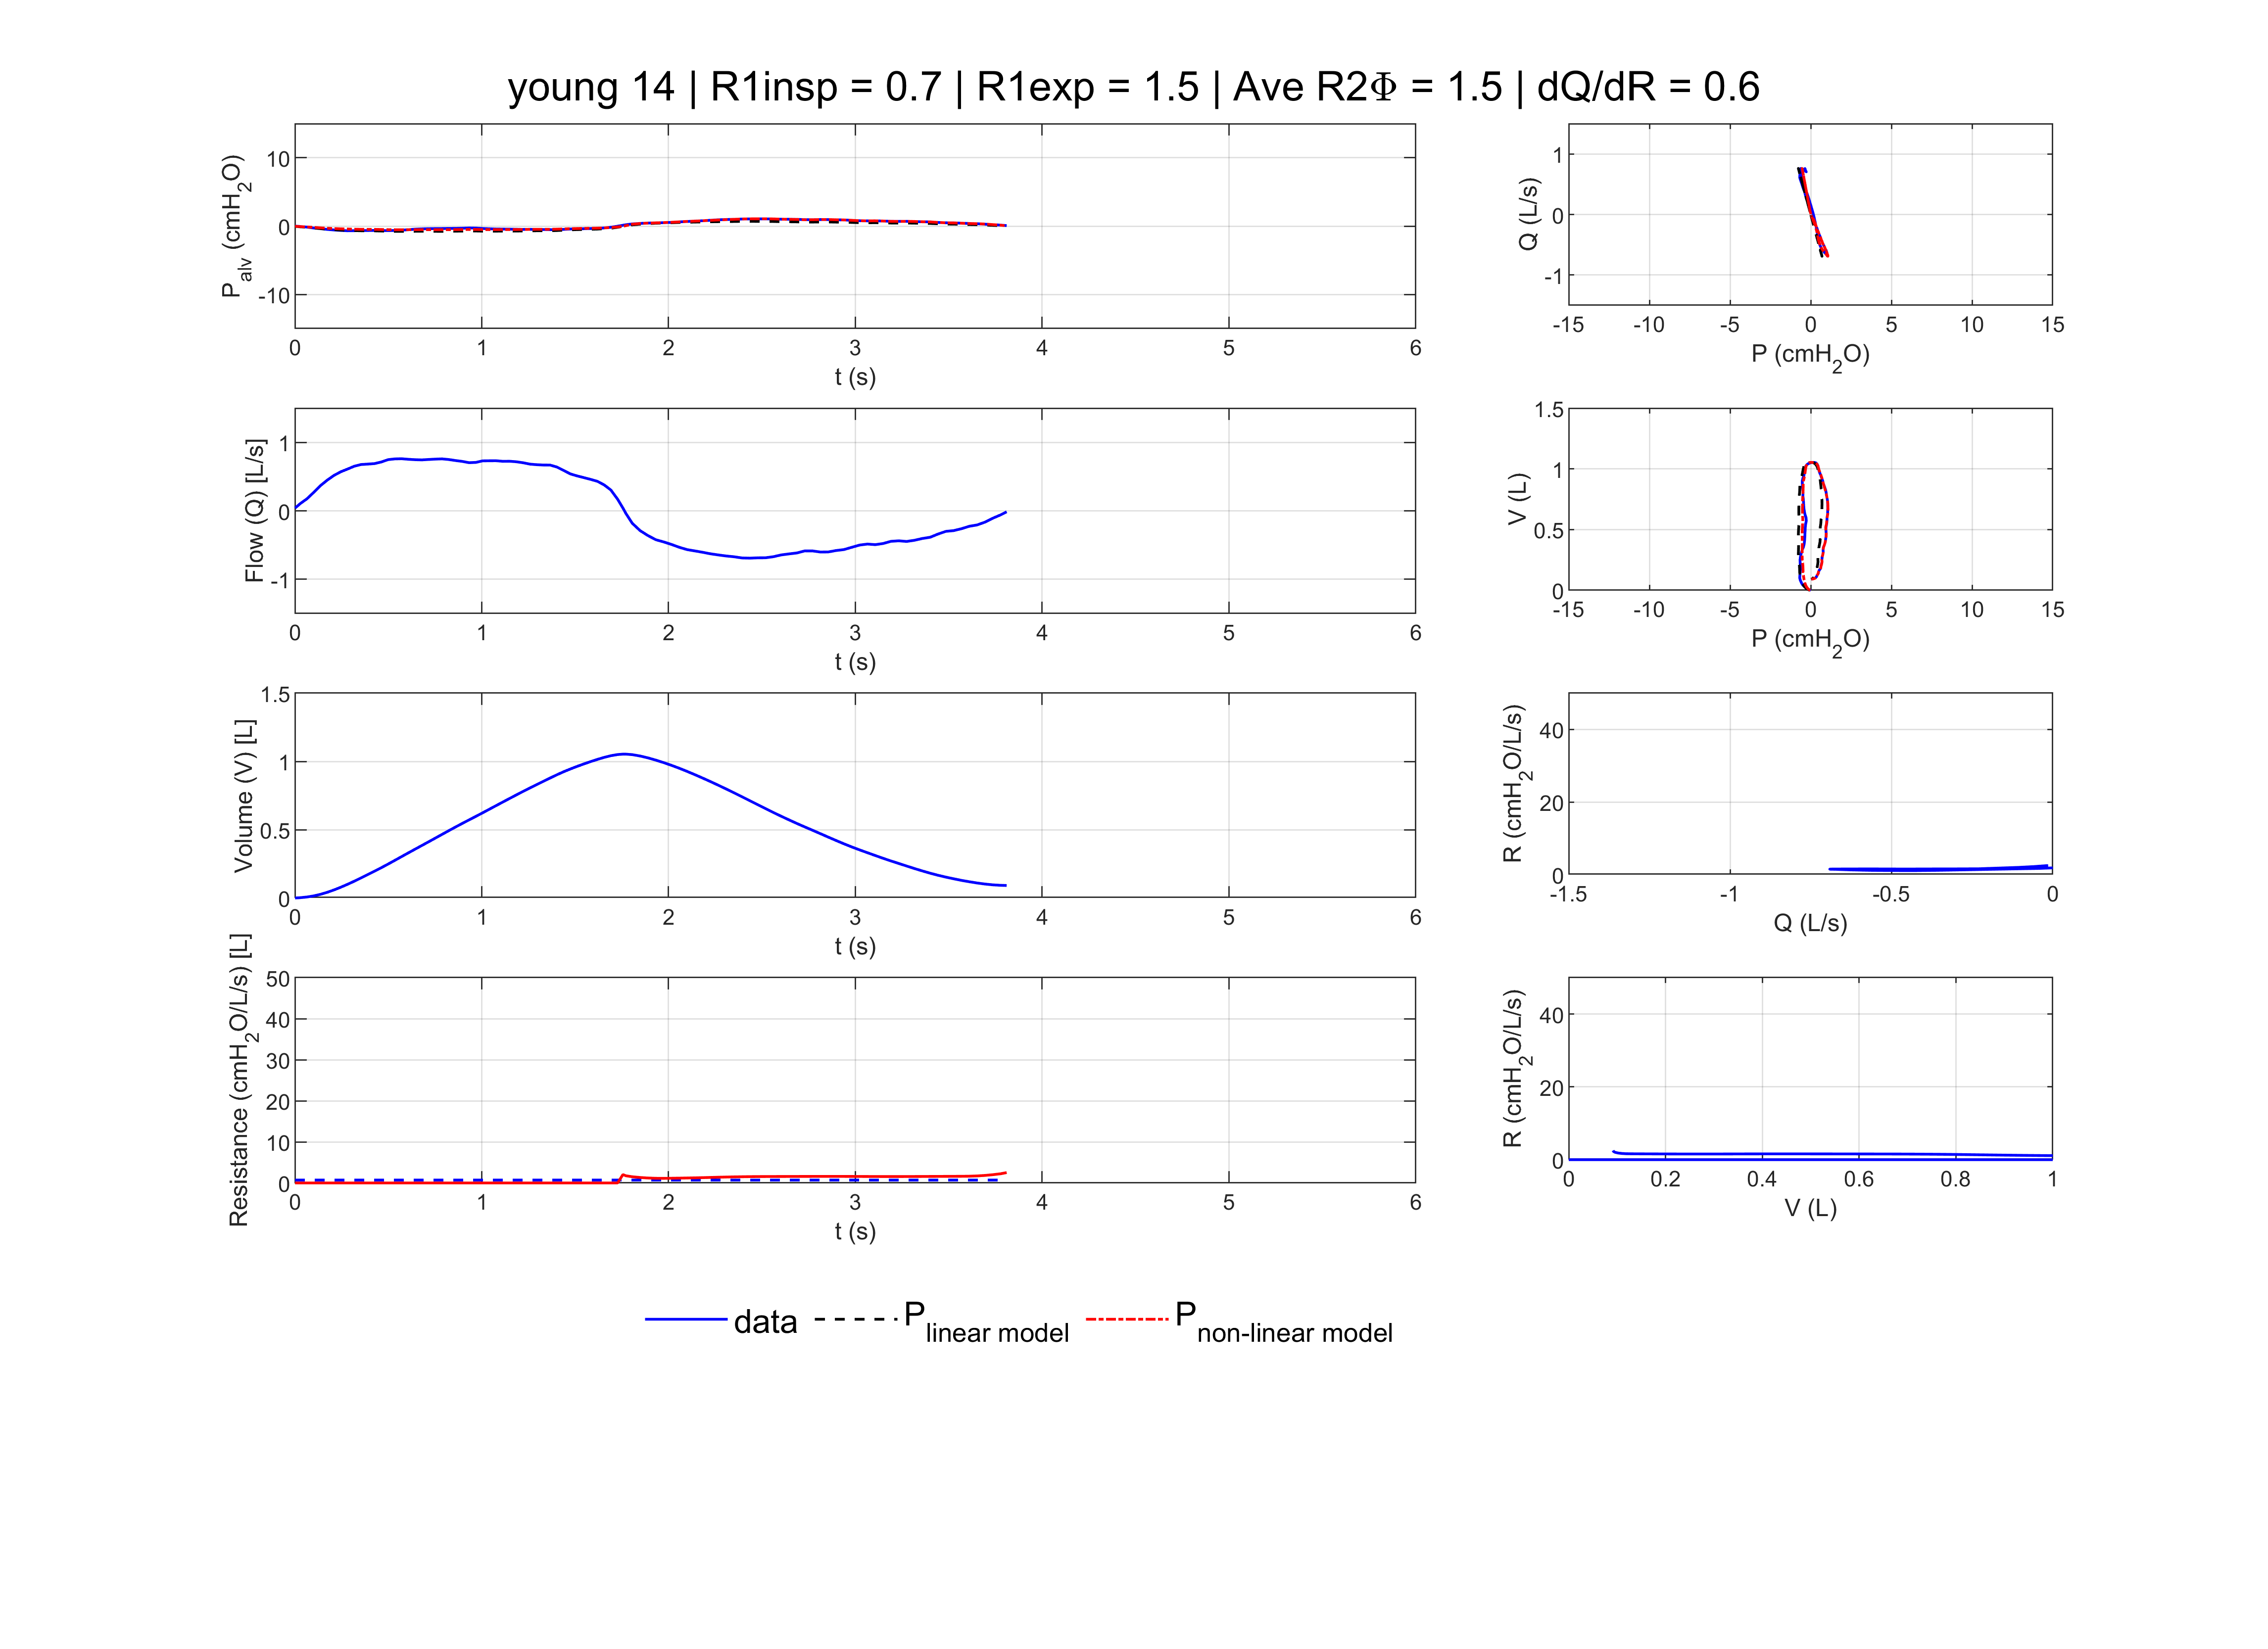 young 14 | R1insp = 0.7 | R1exp = 1.5 | Ave R2Φ = 1.5 | dQ/dR = 0.6
P_alv (cmH_2O)
10
0
-10
0 1 2 3 4 5 6
t (s)
Q (L/s)
1
0
-1
-15 -10 -5 0 5 10 15
P (cmH_2O)
Flow (Q) [L/s]
1
0
-1
0 1 2 3 4 5 6
t (s)
V (L)
1.5
1
0.5
0
-15 -10 -5 0 5 10 15
P (cmH_2O)
Volume (V) [L]
1.5
1
0.5
0
0 1 2 3 4 5 6
t (s)
R (cmH_2O/L/s)
40
20
0
-1.5 -1 -0.5 0
Q (L/s)
Resistance (cmH_2O/L/s) [L]
50
40
30
20
10
0
0 1 2 3 4 5 6
t (s)
R (cmH_2O/L/s)
40
20
0
0 0.2 0.4 0.6 0.8 1
V (L)
data P_linear model P_non-linear model